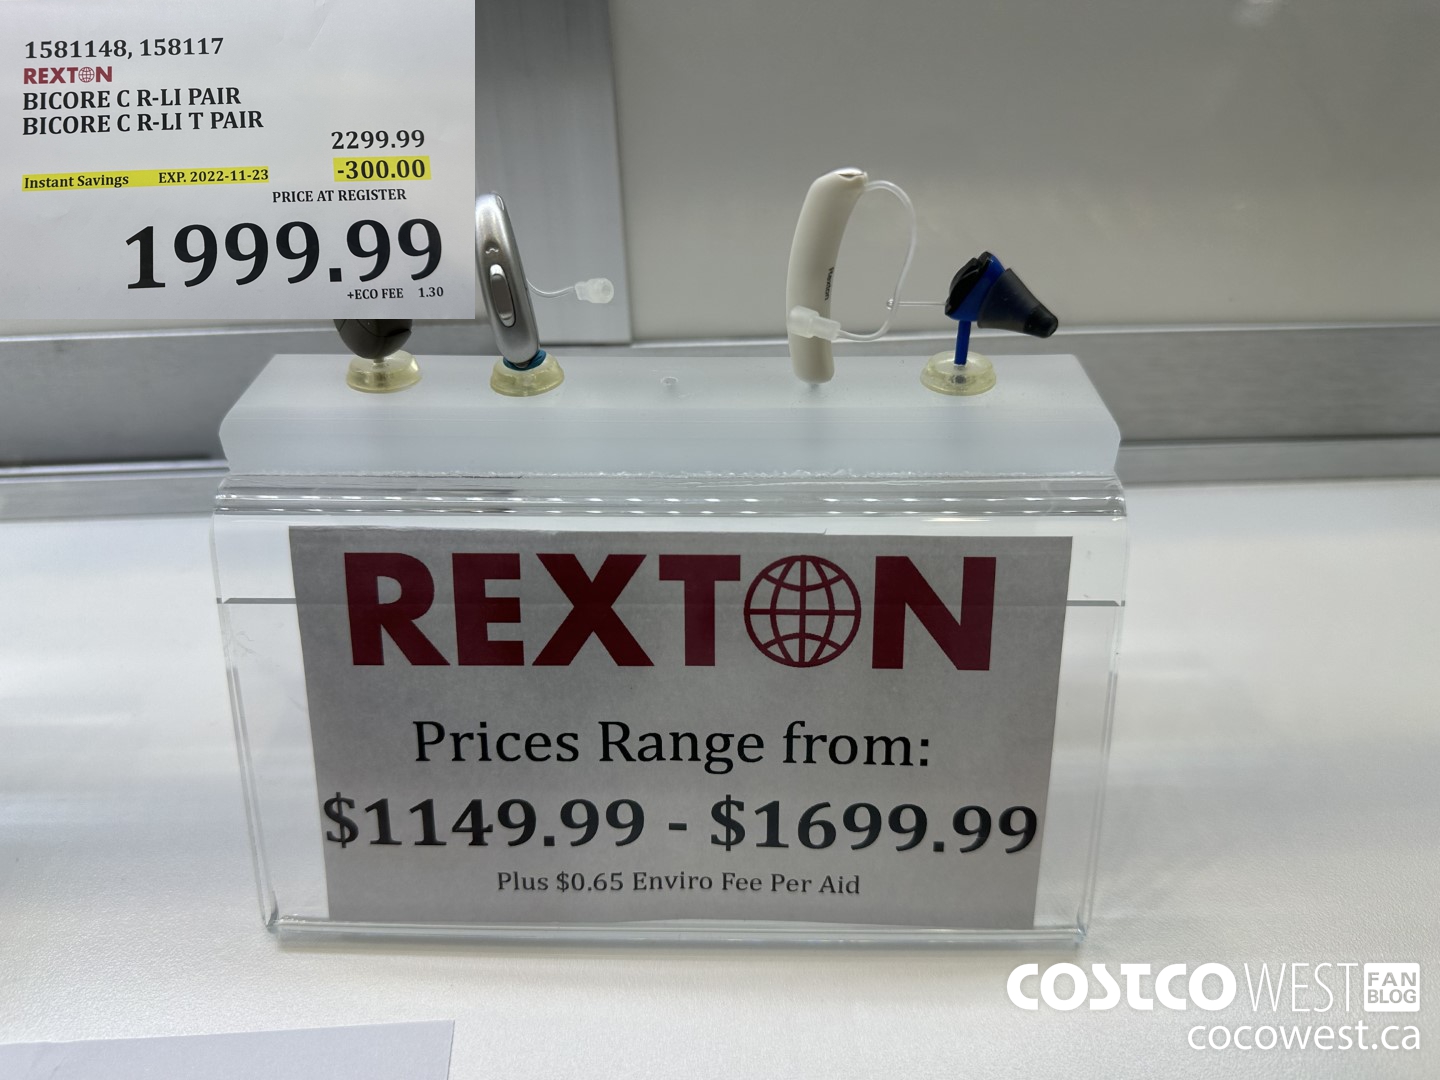 1581148, 158117
REXTON
BICORE C R-LI PAIR
BICORE C R-LI T PAIR
2299.99
Instant Savings EXP. 2022-11-23 -300.00
PRICE AT REGISTER
1999.99
+ECO FEE 1.30
Rexton
REXTON
Prices Range from:
$1149.99 - $1699.99
Plus $0.65 Enviro Fee Per Aid
COSTCO WEST FAN BLOG
cocowest.ca